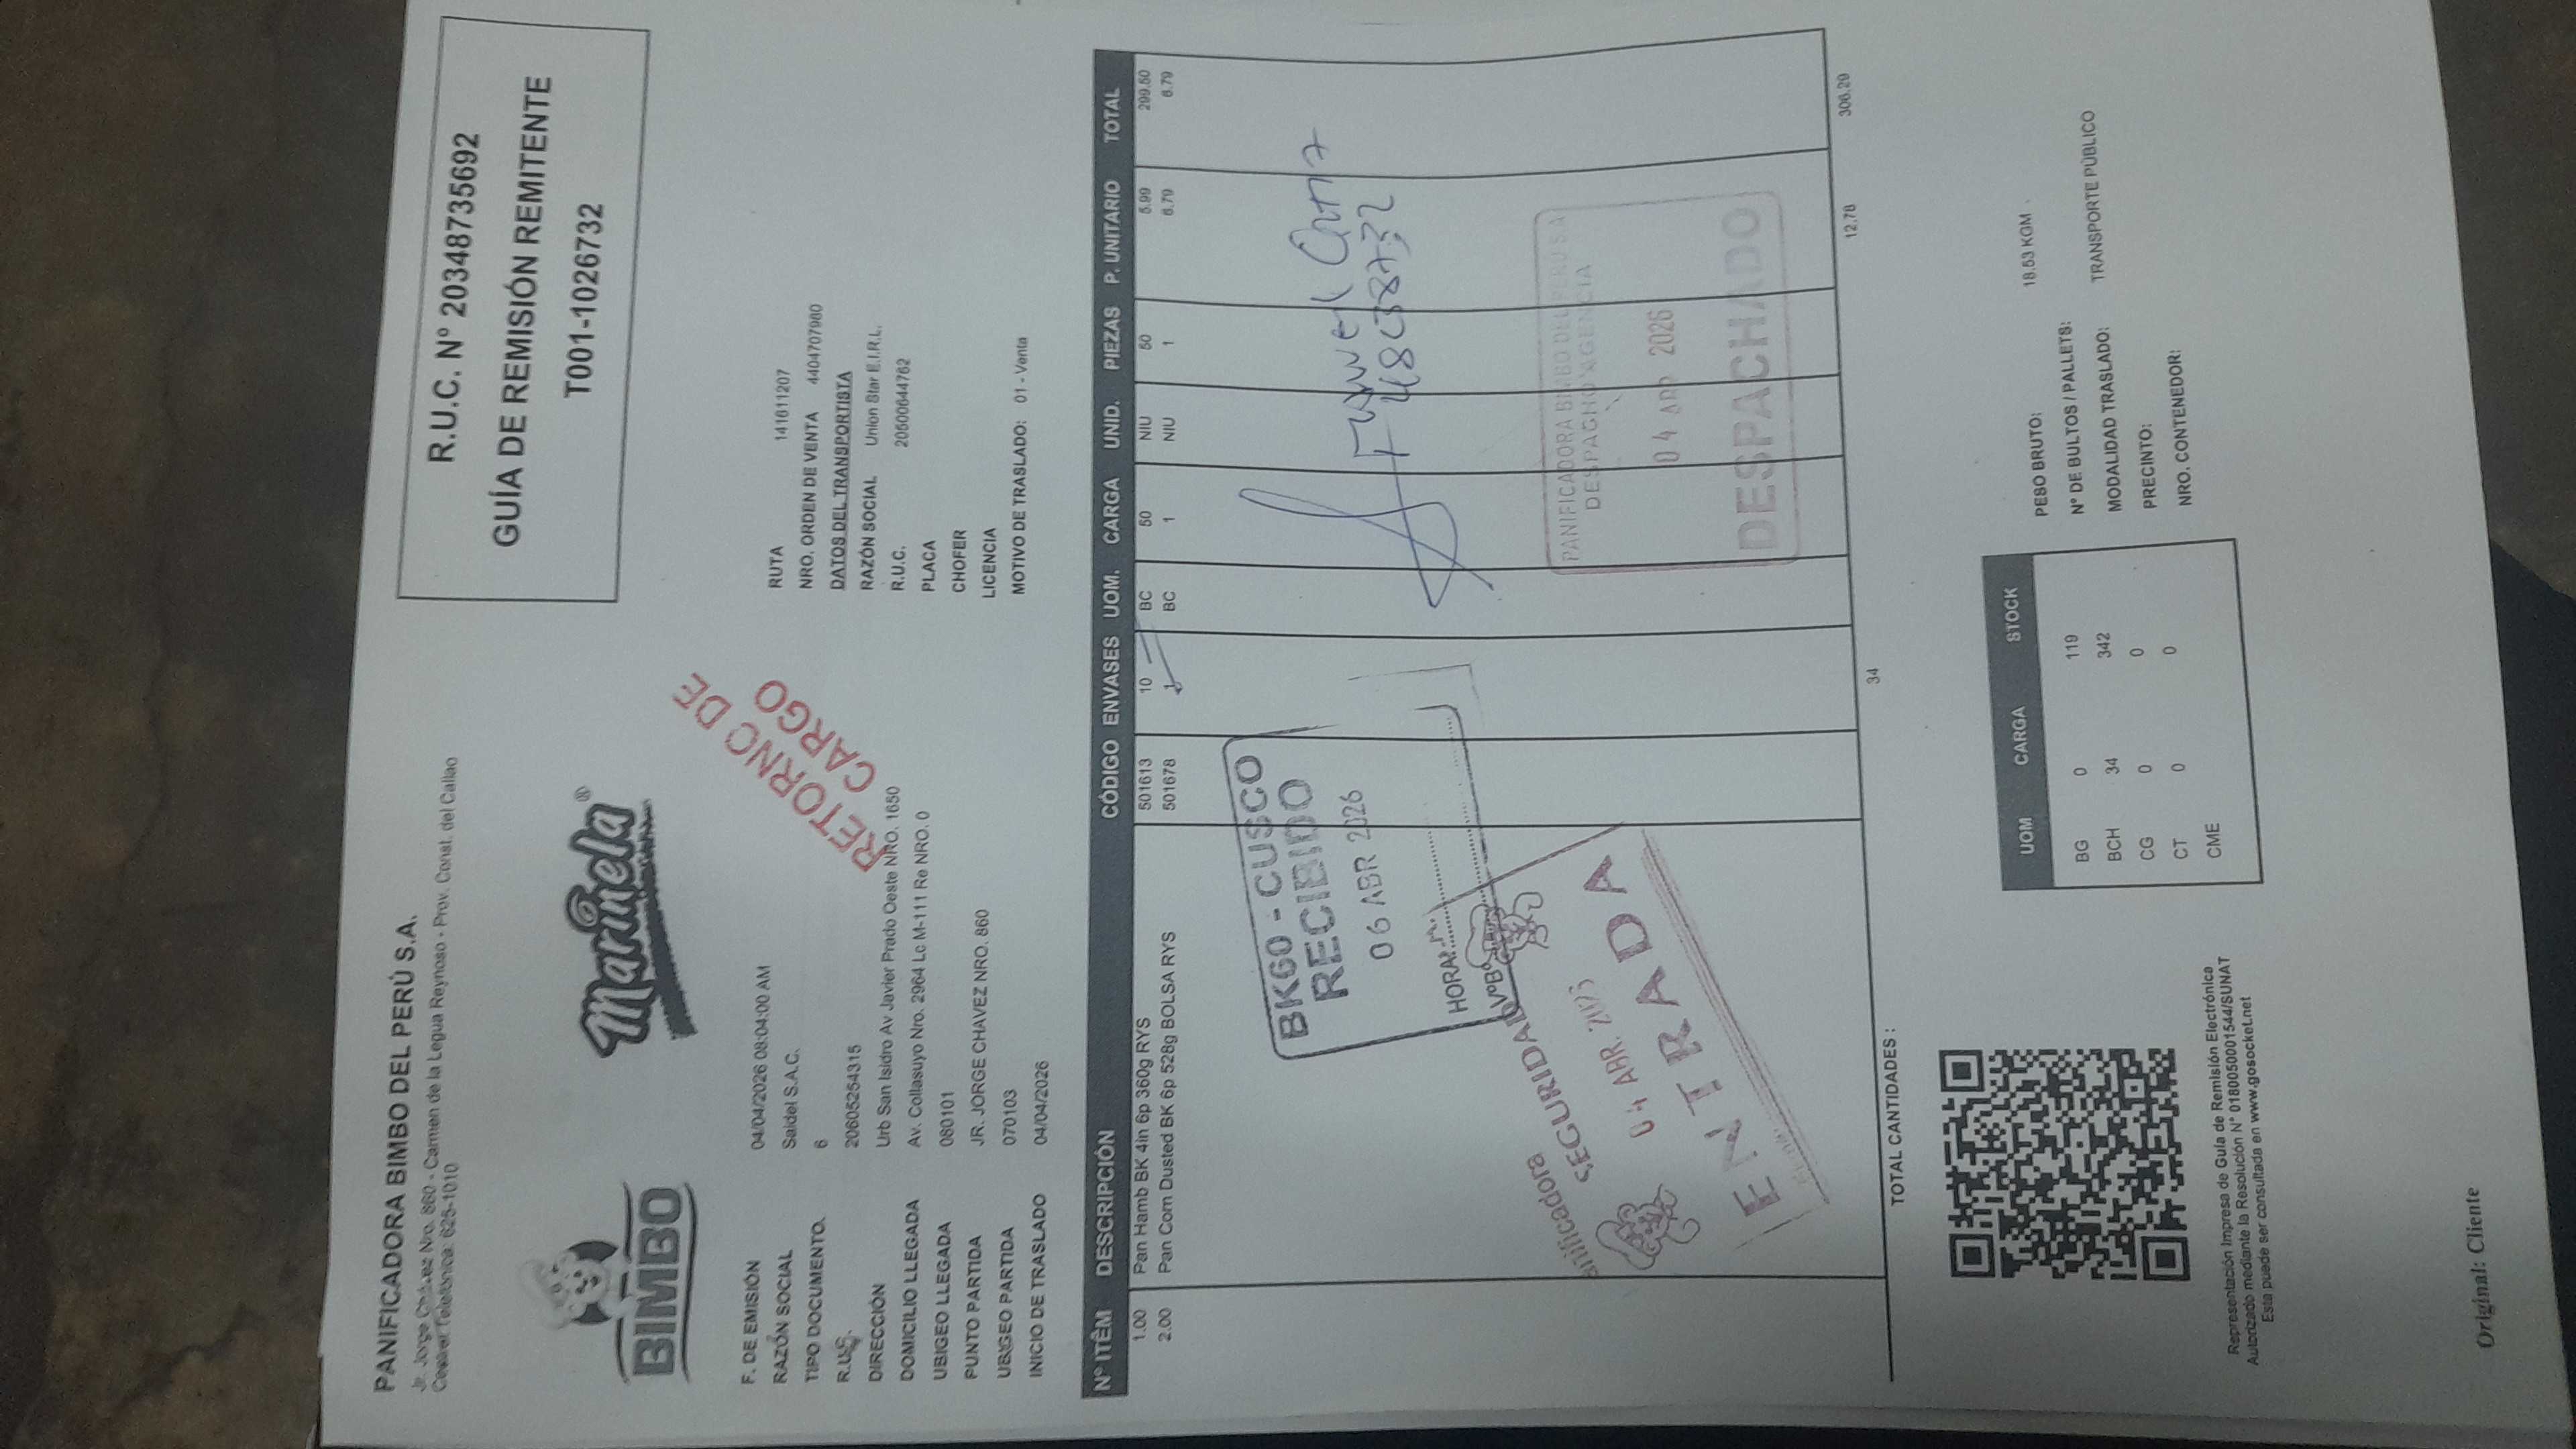 PANIFICADORA BIMBO DEL PERÚ S.A.
Jr. Jorge Chávez Nro. 860 - Carmen de la Legua Reynoso - Prov. Const. del Callao
Central Telefónica: 625-1010
R.U.C. Nº 20348735692
GUÍA DE REMISIÓN REMITENTE
T001-1026732
BIMBO
Marinela®
RETORNO DE
CARGO
F. DE EMISIÓN 04/04/2026 08:04:00 AM
RAZÓN SOCIAL Saldel S.A.C.
TIPO DOCUMENTO. 6
R.U.C. 20605254315
DIRECCIÓN Urb San Isidro Av Javier Prado Oeste NRO. 1650
DOMICILIO LLEGADA Av. Collasuyo Nro. 2964 Lc M-111 Re NRO. 0
UBIGEO LLEGADA 080101
PUNTO PARTIDA JR. JORGE CHAVEZ NRO. 860
UBIGEO PARTIDA 070103
INICIO DE TRASLADO 04/04/2026
RUTA 141611207
NRO. ORDEN DE VENTA 4404707980
DATOS DEL TRANSPORTISTA
RAZÓN SOCIAL Union Star E.I.R.L.
R.U.C. 20500644762
PLACA
CHOFER
LICENCIA
MOTIVO DE TRASLADO: 01 - Venta
Nº ITÉM DESCRIPCIÓN CÓDIGO ENVASES UOM. CARGA UNID. PIEZAS P. UNITARIO TOTAL
1.00 Pan Hamb BK 4in 6p 360g RYS 501613 10 BC 50 NIU 50 5.99 299.50
2.00 Pan Com Dusted BK 6p 528g BOLSA RYS 501678 1 BC 1 NIU 1 6.79 6.79
BKGO - CUSCO
RECIBIDO
06 ABR 2026
HORA:
VºBº
SEGURIDAD
04 ABR.
ENTRADA
48038732
PANIFICADORA BIMBO DEL PERU S.A
DESPACHO AGENCIA
04 ABR 2026
DESPACHADO
TOTAL CANTIDADES : 34 12.78 306.29
Representación Impresa de Guía de Remisión Electrónica
Autorizado mediante la Resolución Nº 0180050001544/SUNAT
Esta puede ser consultada en www.gosocket.net
UOM CARGA STOCK
BG 0 119
BCH 34 342
CG 0 0
CT 0 0
CME
PESO BRUTO: 18.53 KGM
Nº DE BULTOS / PALLETS:
MODALIDAD TRASLADO: TRANSPORTE PÚBLICO
PRECINTO:
NRO. CONTENEDOR:
Original: Cliente